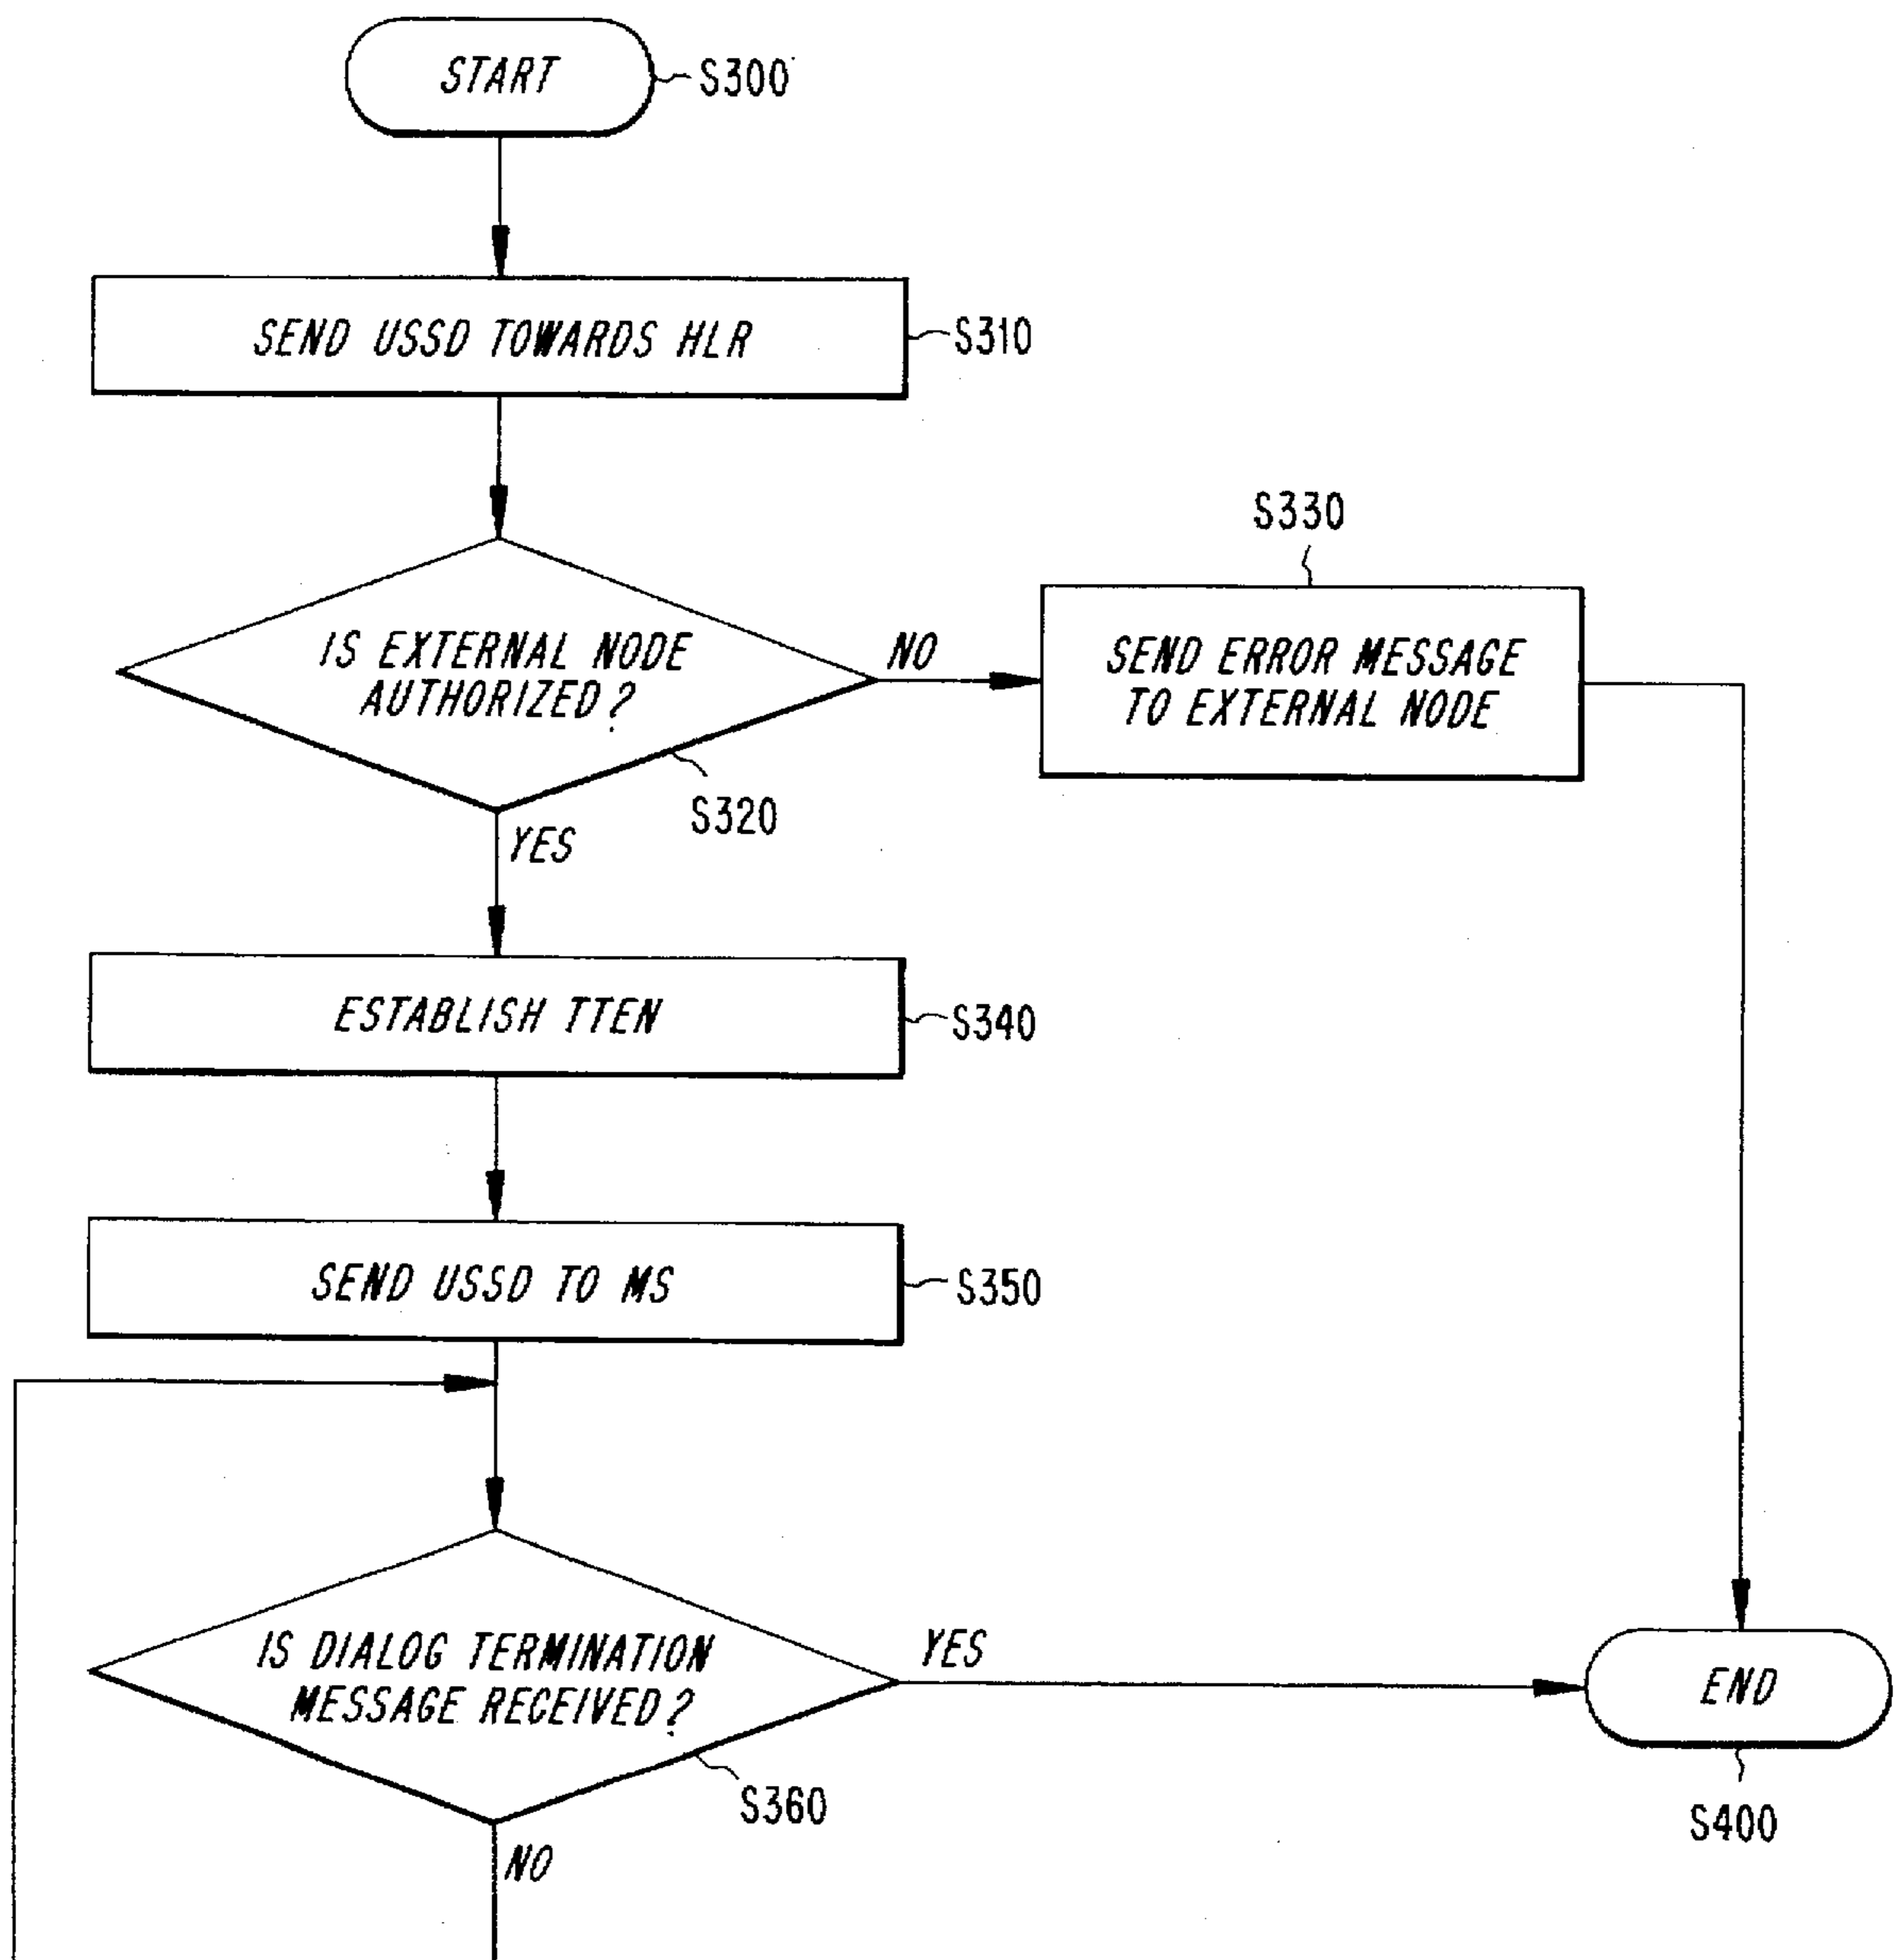 START
S300
SEND USSD TOWARDS HLR
S310
IS EXTERNAL NODE
AUTHORIZED?
S320
NO
S330
SEND ERROR MESSAGE
TO EXTERNAL NODE
YES
ESTABLISH TTEN
S340
SEND USSD TO MS
S350
IS DIALOG TERMINATION
MESSAGE RECEIVED?
S360
YES
END
S400
NO